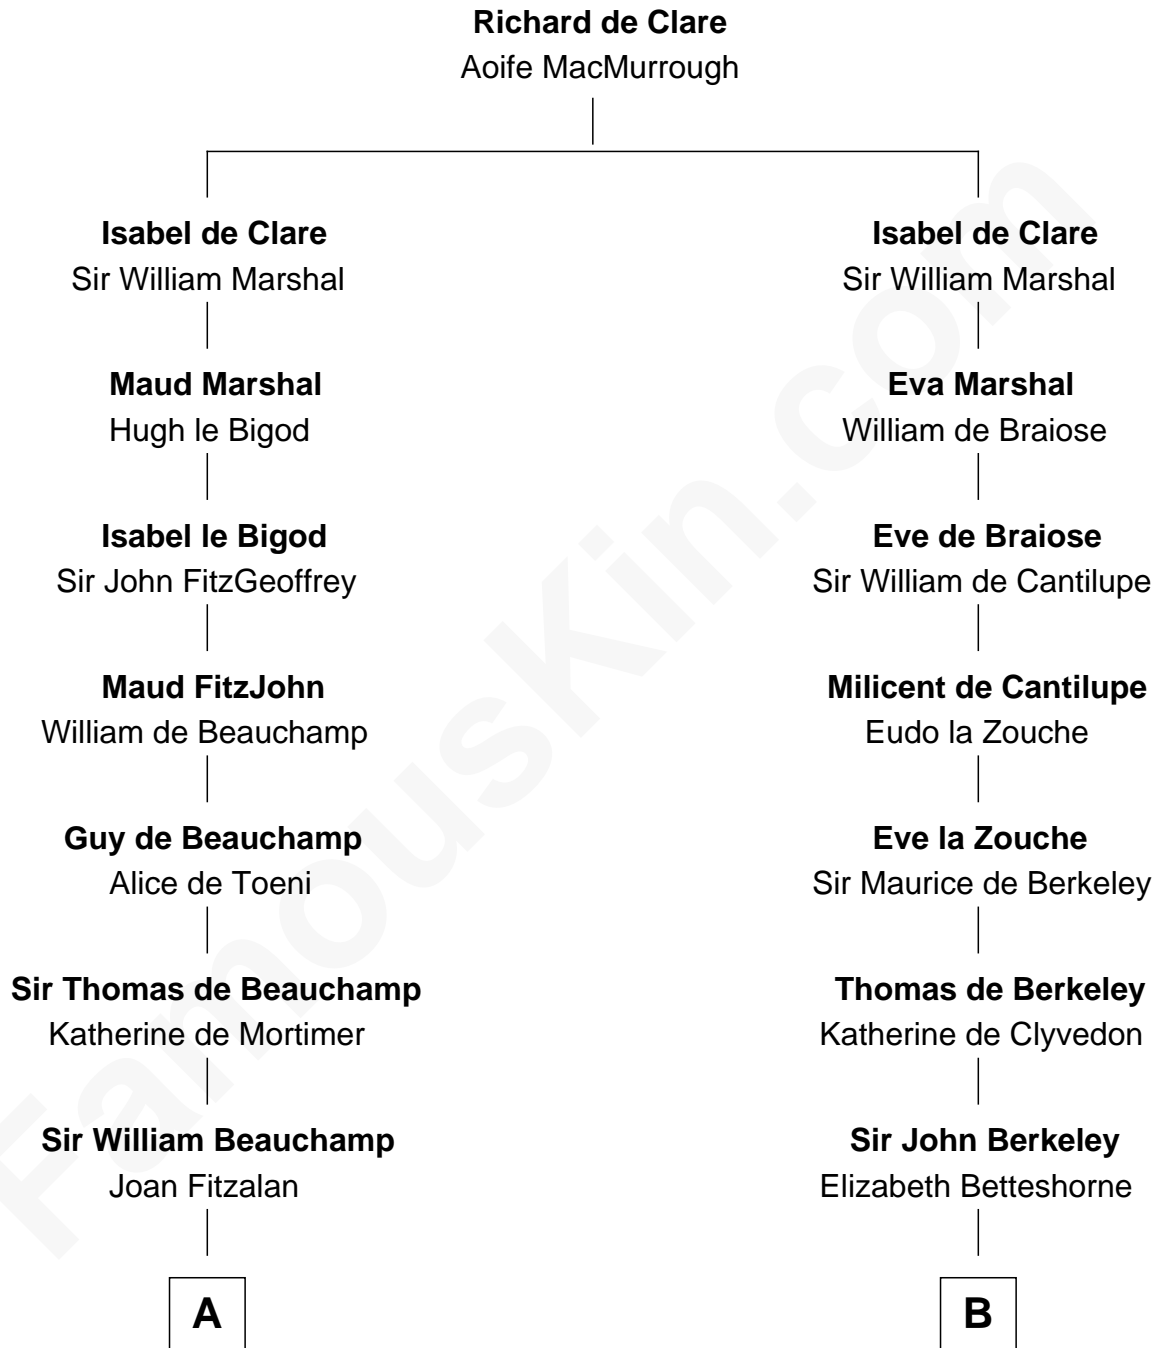 Richard de Clare
Aoife MacMurrough
Isabel de Clare
Sir William Marshal
Isabel de Clare
Sir William Marshal
Maud Marshal
Hugh le Bigod
Eva Marshal
William de Braiose
Isabel le Bigod
Sir John FitzGeoffrey
Eve de Braiose
Sir William de Cantilupe
Maud FitzJohn
William de Beauchamp
Milicent de Cantilupe
Eudo la Zouche
Guy de Beauchamp
Alice de Toeni
Eve la Zouche
Sir Maurice de Berkeley
Sir Thomas de Beauchamp
Katherine de Mortimer
Thomas de Berkeley
Katherine de Clyvedon
Sir William Beauchamp
Joan Fitzalan
Sir John Berkeley
Elizabeth Betteshorne
A
B
FamousKin.com